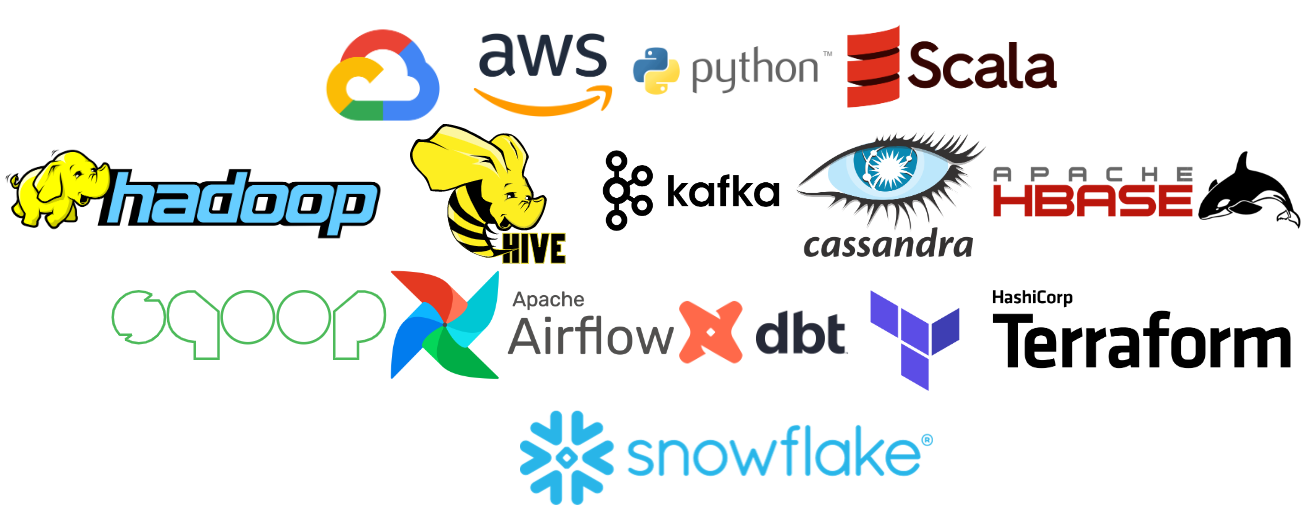 aws
python™
Scala
hadoop
HIVE
kafka
cassandra
APACHE
HBASE
sqoop
Apache
Airflow
dbt
HashiCorp
Terraform
snowflake®